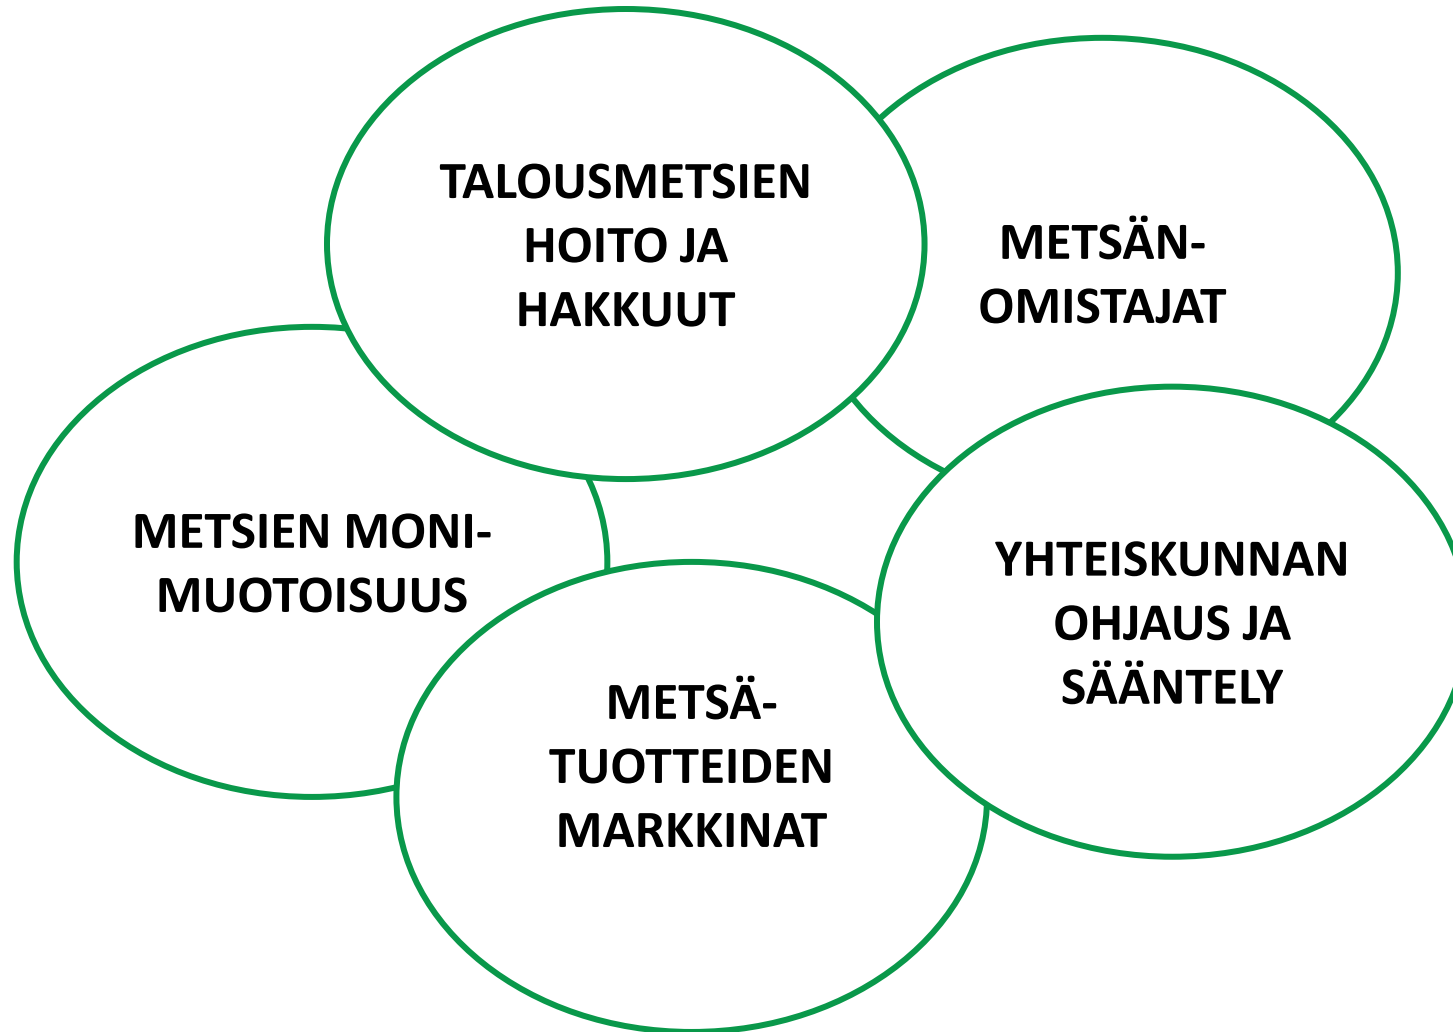 TALOUSMETSIEN
HOITO JA
HAKKUUT
METSÄN-
OMISTAJAT
METSIEN MONI-
MUOTOISUUS
YHTEISKUNNAN
OHJAUS JA
SÄÄNTELY
METSÄ-
TUOTTEIDEN
MARKKINAT